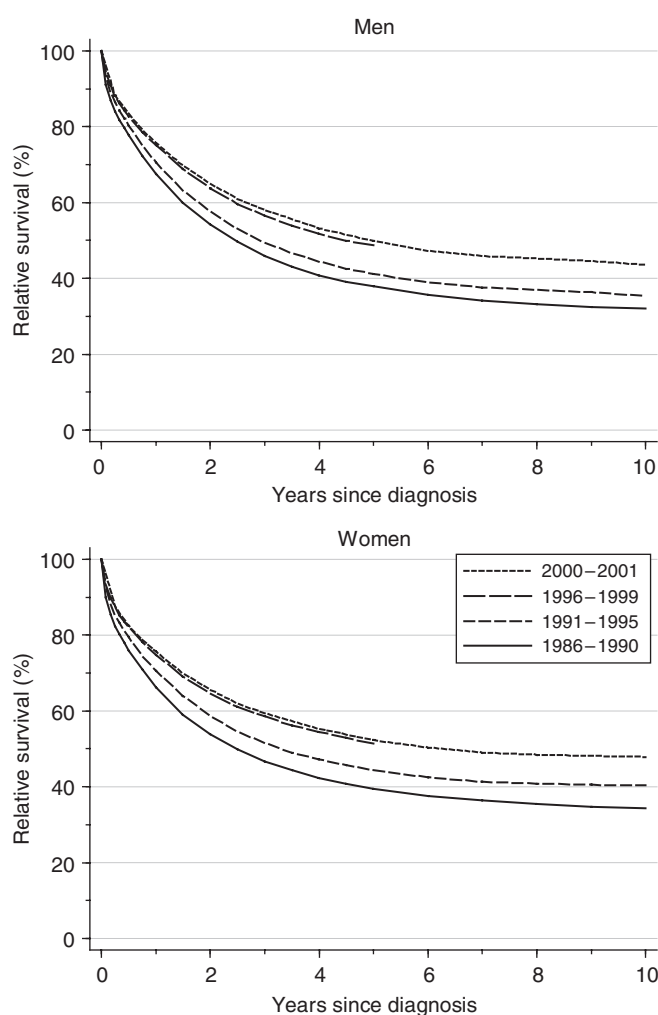 Men
100
80
60
40
20
0
Relative survival (%)
0 2 4 6 8 10
Years since diagnosis
Women
100
80
60
40
20
0
Relative survival (%)
2000–2001
1996–1999
1991–1995
1986–1990
0 2 4 6 8 10
Years since diagnosis